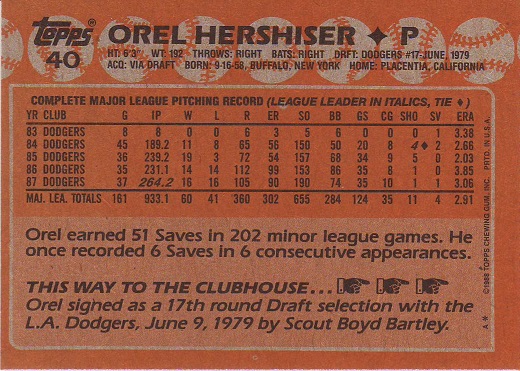 Topps OREL HERSHISER ♦ P
40 HT: 6'3" WT: 192 THROWS: RIGHT BATS: RIGHT DRAFT: DODGERS #17-JUNE, 1979
ACQ: VIA DRAFT BORN: 9-16-58, BUFFALO, NEW YORK HOME: PLACENTIA, CALIFORNIA
COMPLETE MAJOR LEAGUE PITCHING RECORD (LEAGUE LEADER IN ITALICS, TIE ♦)
YR CLUB G IP W L R ER SO BB GS CG SHO SV ERA
83 DODGERS 8 8 0 0 6 3 5 6 0 0 0 1 3.38
84 DODGERS 45 189.2 11 8 65 56 150 50 20 8 4♦ 2 2.66
85 DODGERS 36 239.2 19 3 72 54 157 68 34 9 5 0 2.03
86 DODGERS 35 231.1 14 14 112 99 153 86 35 8 1 0 3.85
87 DODGERS 37 264.2 16 16 105 90 190 74 35 10 1 1 3.06
MAJ. LEA. TOTALS 161 933.1 60 41 360 302 655 284 124 35 11 4 2.91
Orel earned 51 Saves in 202 minor league games. He
once recorded 6 Saves in 6 consecutive appearances.
THIS WAY TO THE CLUBHOUSE...
Orel signed as a 17th round Draft selection with the
L.A. Dodgers, June 9, 1979 by Scout Boyd Bartley.
A* ©1988 TOPPS CHEWING GUM, INC. PRTD. IN U.S.A.